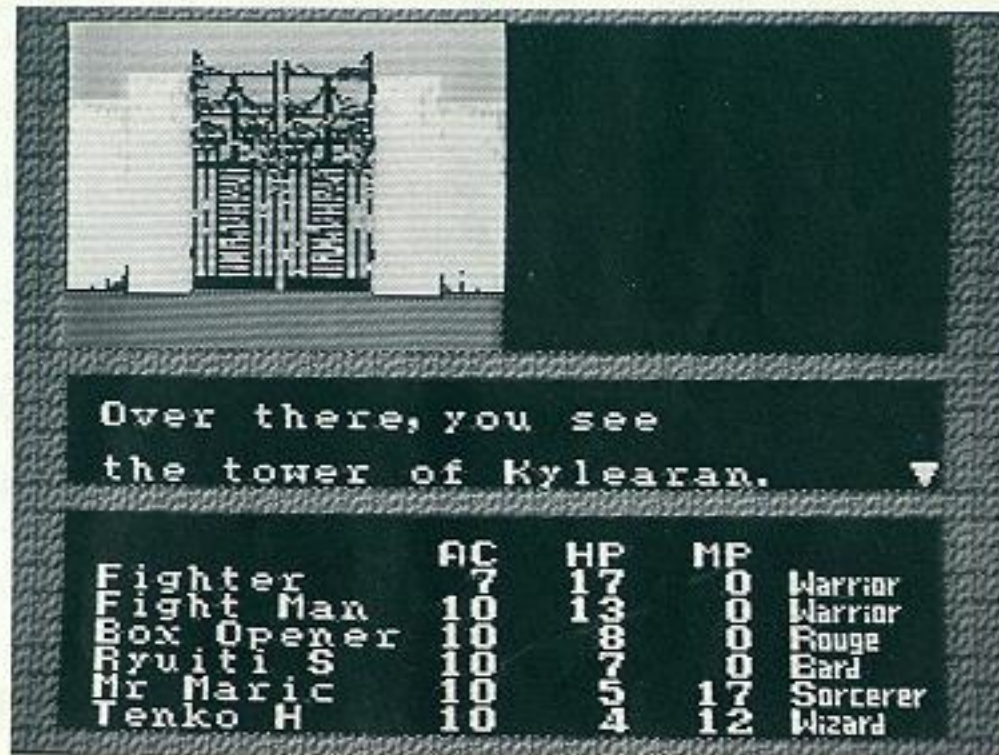 Over there, you see
the tower of Kylearan.
AC HP MP
Fighter 7 17 0 Warrior
Fight Man 10 13 0 Warrior
Box Opener 10 8 0 Rouge
Ryuiti S 10 7 0 Bard
Mr Maric 10 5 17 Sorcerer
Tenko H 10 4 12 Wizard